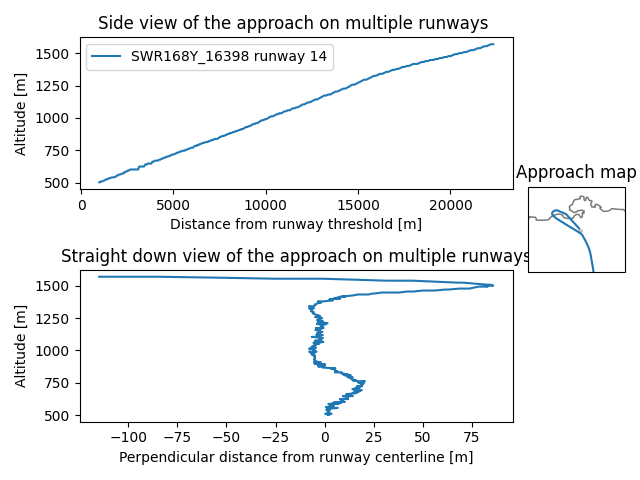 Side view of the approach on multiple runways
1500
1250
1000
750
500
Altitude [m]
SWR168Y_16398 runway 14
0
5000
10000
15000
20000
Distance from runway threshold [m]
Approach map
Straight down view of the approach on multiple runways
1500
1250
1000
750
500
Altitude [m]
−100
−75
−50
−25
0
25
50
75
Perpendicular distance from runway centerline [m]